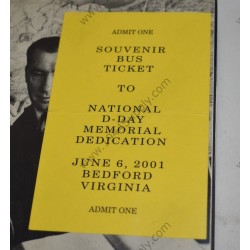 ADMIT ONE
SOUVENIR
BUS
TICKET
TO
NATIONAL
D-DAY
MEMORIAL
DEDICATION
JUNE 6, 2001
BEDFORD
VIRGINIA
ADMIT ONE